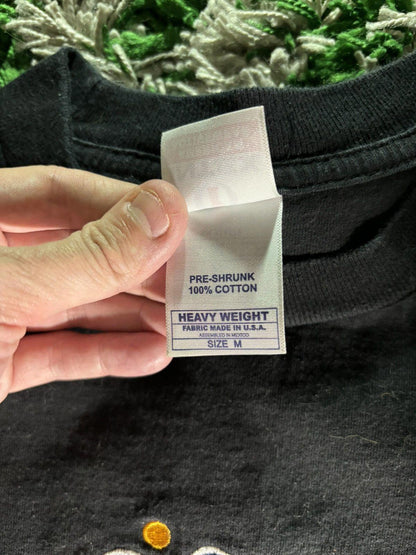 PRE-SHRUNK
100% COTTON
HEAVY WEIGHT
FABRIC MADE IN U.S.A.
ASSEMBLED IN MEXICO
SIZE M